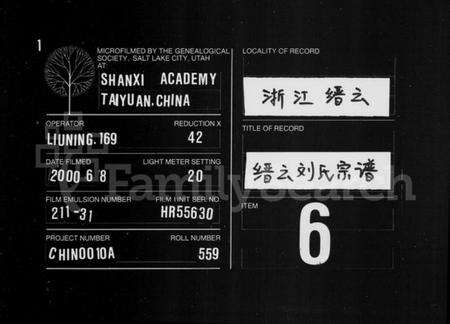 1
MICROFILMED BY THE GENEALOGICAL
SOCIETY, SALT LAKE CITY, UTAH
AT:
SHANXI ACADEMY
TAIYUAN.CHINA
OPERATOR REDUCTION X
LIUNING.169 42
DATE FILMED LIGHT METER SETTING
2000 6 8 20
FILM EMULSION NUMBER FILM UNIT SER. NO.
211-31 HR55630
PROJECT NUMBER ROLL NUMBER
CHIN0010A 559
LOCALITY OF RECORD
浙江 缙云
TITLE OF RECORD
缙云刘氏宗谱
ITEM
6
FamilySearch